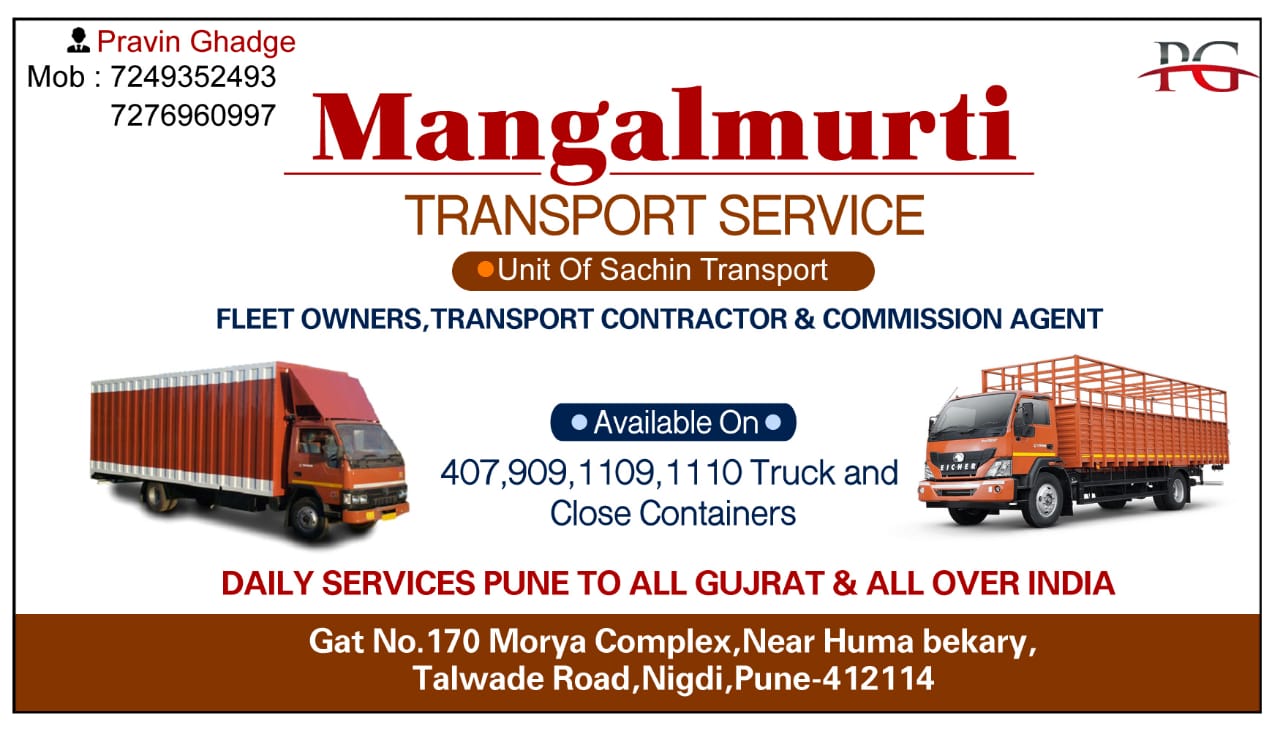 Pravin Ghadge
Mob : 7249352493
7276960997
PG
Mangalmurti
TRANSPORT SERVICE
Unit Of Sachin Transport
FLEET OWNERS,TRANSPORT CONTRACTOR & COMMISSION AGENT
Available On
407,909,1109,1110 Truck and
Close Containers
EICHER
DAILY SERVICES PUNE TO ALL GUJRAT & ALL OVER INDIA
Gat No.170 Morya Complex,Near Huma bekary,
Talwade Road,Nigdi,Pune-412114